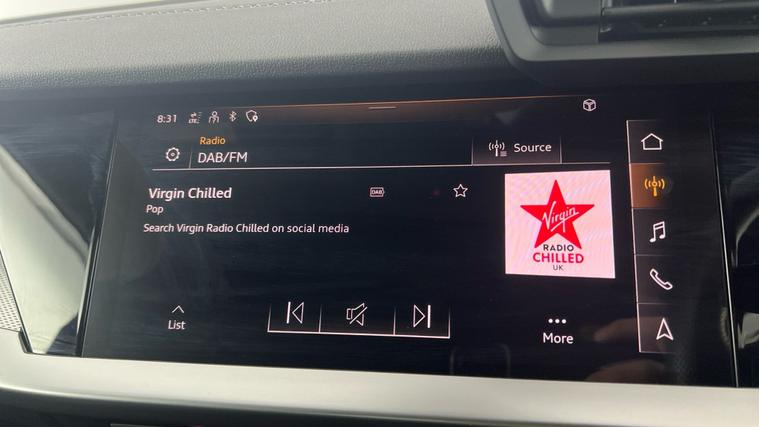 8:31 LTE
Radio
DAB/FM
Source
Virgin Chilled
DAB
Pop
Search Virgin Radio Chilled on social media
Virgin
RADIO
CHILLED
UK
List
More